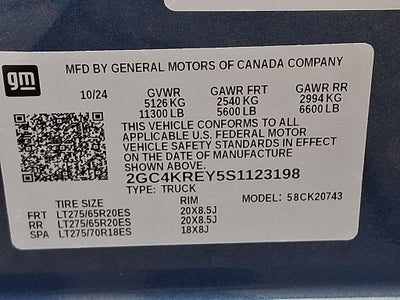 gm
MFD BY GENERAL MOTORS OF CANADA COMPANY
10/24 GVWR GAWR FRT GAWR RR
5126 KG 2540 KG 2994 KG
11300 LB 5600 LB 6600 LB
THIS VEHICLE CONFORMS TO ALL
APPLICABLE U.S. FEDERAL MOTOR
VEHICLE SAFETY STANDARDS IN EFFECT
ON THE DATE OF MANUFACTURE
SHOWN ABOVE.
2GC4KREY5S1123198
TYPE: TRUCK MODEL: 58CK20743
TIRE SIZE RIM
FRT LT275/65R20ES 20X8.5J
RR LT275/65R20ES 20X8.5J
SPA LT275/70R18ES 18X8J